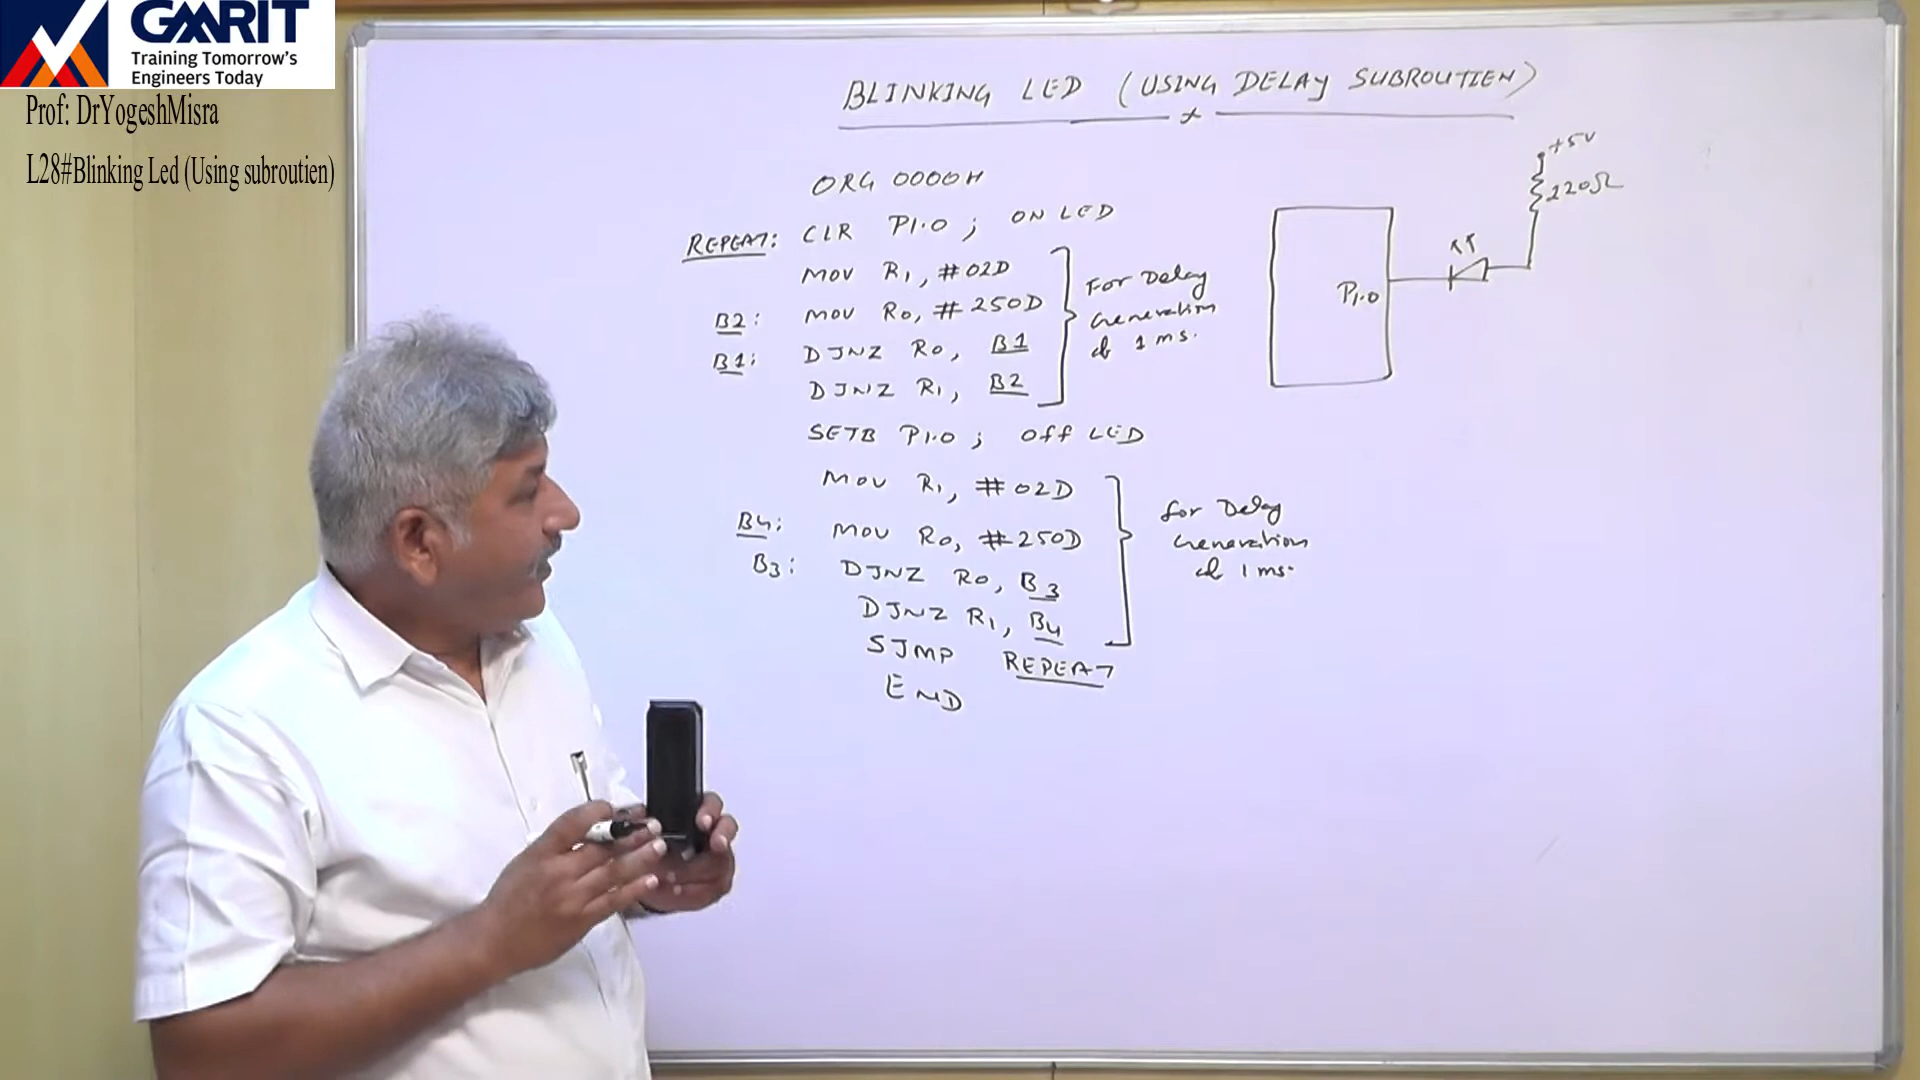 GMRIT
Training Tomorrow's
Engineers Today
Prof: DrYogeshMisra
L28#Blinking Led (Using subroutien)
BLINKING LED (USING DELAY SUBROUTIEN)
ORG 0000H
REPEAT: CLR P1.0 ; ON LED
MOV R1, #02D
B2: MOV R0, #250D
B1: DJNZ R0, B1
DJNZ R1, B2
For Delay
Generation
of 1 ms.
SETB P1.0 ; Off LED
MOV R1, #02D
B4: MOV R0, #250D
B3: DJNZ R0, B3
DJNZ R1, B4
SJMP REPEAT
END
for Delay
Generation
of 1 ms.
+5V
220Ω
P1.0